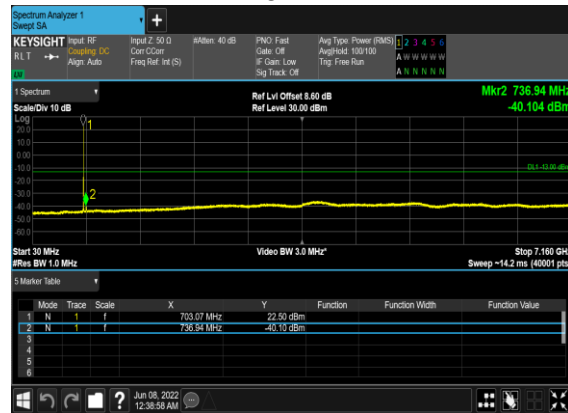 Spectrum Analyzer 1
Swept SA
+
KEYSIGHT Input: RF Input Z: 50 Ω #Atten: 40 dB PNO: Fast Avg Type: Power (RMS) 1 2 3 4 5 6
RLT Coupling: DC Corr CCorr Gate: Off Avg|Hold: 100/100 A W W W W W
Align: Auto Freq Ref: Int (S) IF Gain: Low Trig: Free Run
LXI Sig Track: Off A N N N N N
1 Spectrum Ref Lvl Offset 8.60 dB Mkr2 736.94 MHz
Scale/Div 10 dB Ref Level 30.00 dBm -40.104 dBm
Log
1
20.0
10.0
0.00
-10.0
DL1 -13.00 dBm
-20.0
-30.0
2
-40.0
-50.0
-60.0
Start 30 MHz Video BW 3.0 MHz* Stop 7.160 GH
#Res BW 1.0 MHz Sweep ~14.2 ms (40001 pts
5 Marker Table
Mode Trace Scale X Y Function Function Width Function Value
1 N 1 f 703.07 MHz 22.50 dBm
2 N 1 f 736.94 MHz -40.10 dBm
3
4
5
6
? Jun 08, 2022
12:38:58 AM